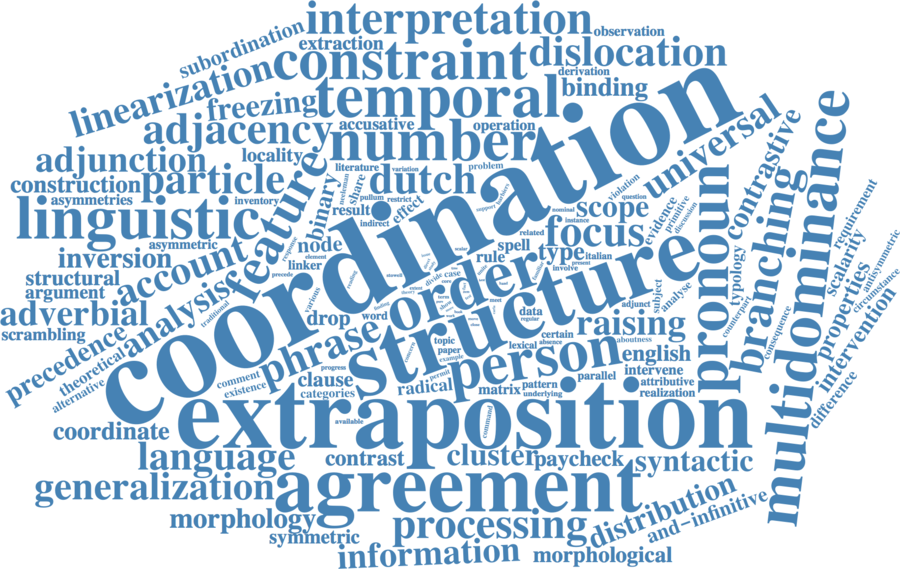 interpretation
observation
subordination
extraction
constraint
dislocation
linearization
derivation
binding
freezing
temporal
adjacency
accusative
operation
number
coordination
universal
contrastive
multidominance
adjunction
locality
literature
variation
problem
construction
particle
dutch
asymmetries
inventory
feature
binary
share
pullum
restrict
result
indirect
effect
violation
question
nominal
instance
scope
evidence
primitive
discussion
pronoun
branching
requirement
linguistic
asymmetric
node
element
linker
related
spell
rule
focus
type
italian
involve
typology
scalarity
antisymmetric
inversion
account
structural
argument
precede
various
divide
case
order
structure
subject
analyse
counterpart
properties
circumstance
adverbial
analysis
traditional
scrambling
drop
word
data
regular
adjunct
raising
consequence
intervention
precedence
theoretical
alternative
phrase
concern
topic
paper
example
lexical
certain
absence
aboutness
person
english
difference
comment
existence
progress
clause
categories
radical
permit
matrix
pattern
underlying
parallel
intervene
attributive
realization
extraposition
available
command
coordinate
language
contrast
cluster
paycheck
syntactic
generalization
agreement
distribution
morphology
symmetric
processing
and-infinitive
information
morphological